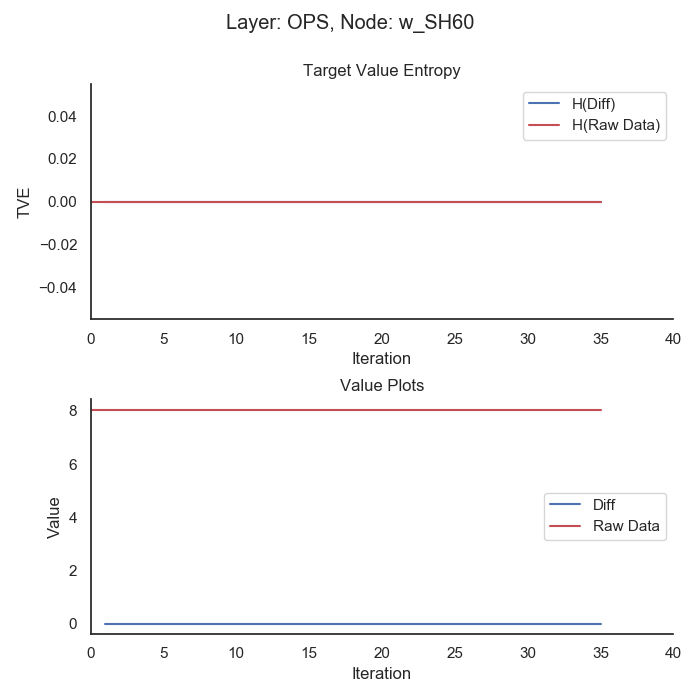 Layer: OPS, Node: w_SH60
Target Value Entropy
H(Diff)
H(Raw Data)
0.04
0.02
0.00
−0.02
−0.04
TVE
0 5 10 15 20 25 30 35 40
Iteration
Value Plots
8
6
4
2
0
Value
Diff
Raw Data
0 5 10 15 20 25 30 35 40
Iteration